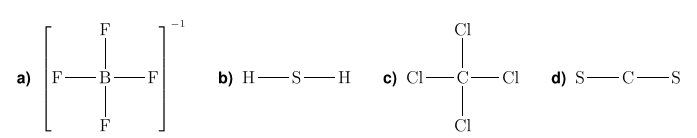 F Cl
a) [ F — B — F ]⁻¹ b) H — S — H c) Cl — C — Cl d) S — C — S
F Cl